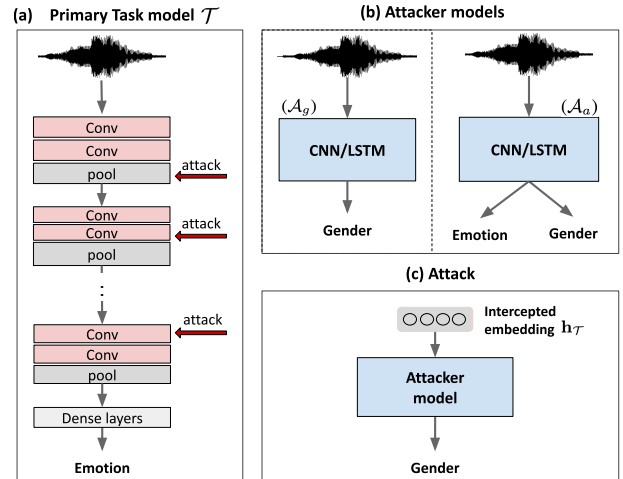 (a) Primary Task model 𝒯
Conv
Conv
pool
attack
Conv
Conv
attack
pool
⋮
attack
Conv
Conv
pool
Dense layers
Emotion
(b) Attacker models
(𝒜g)
CNN/LSTM
Gender
(𝒜a)
CNN/LSTM
Emotion Gender
(c) Attack
Intercepted
embedding h𝒯
Attacker
model
Gender